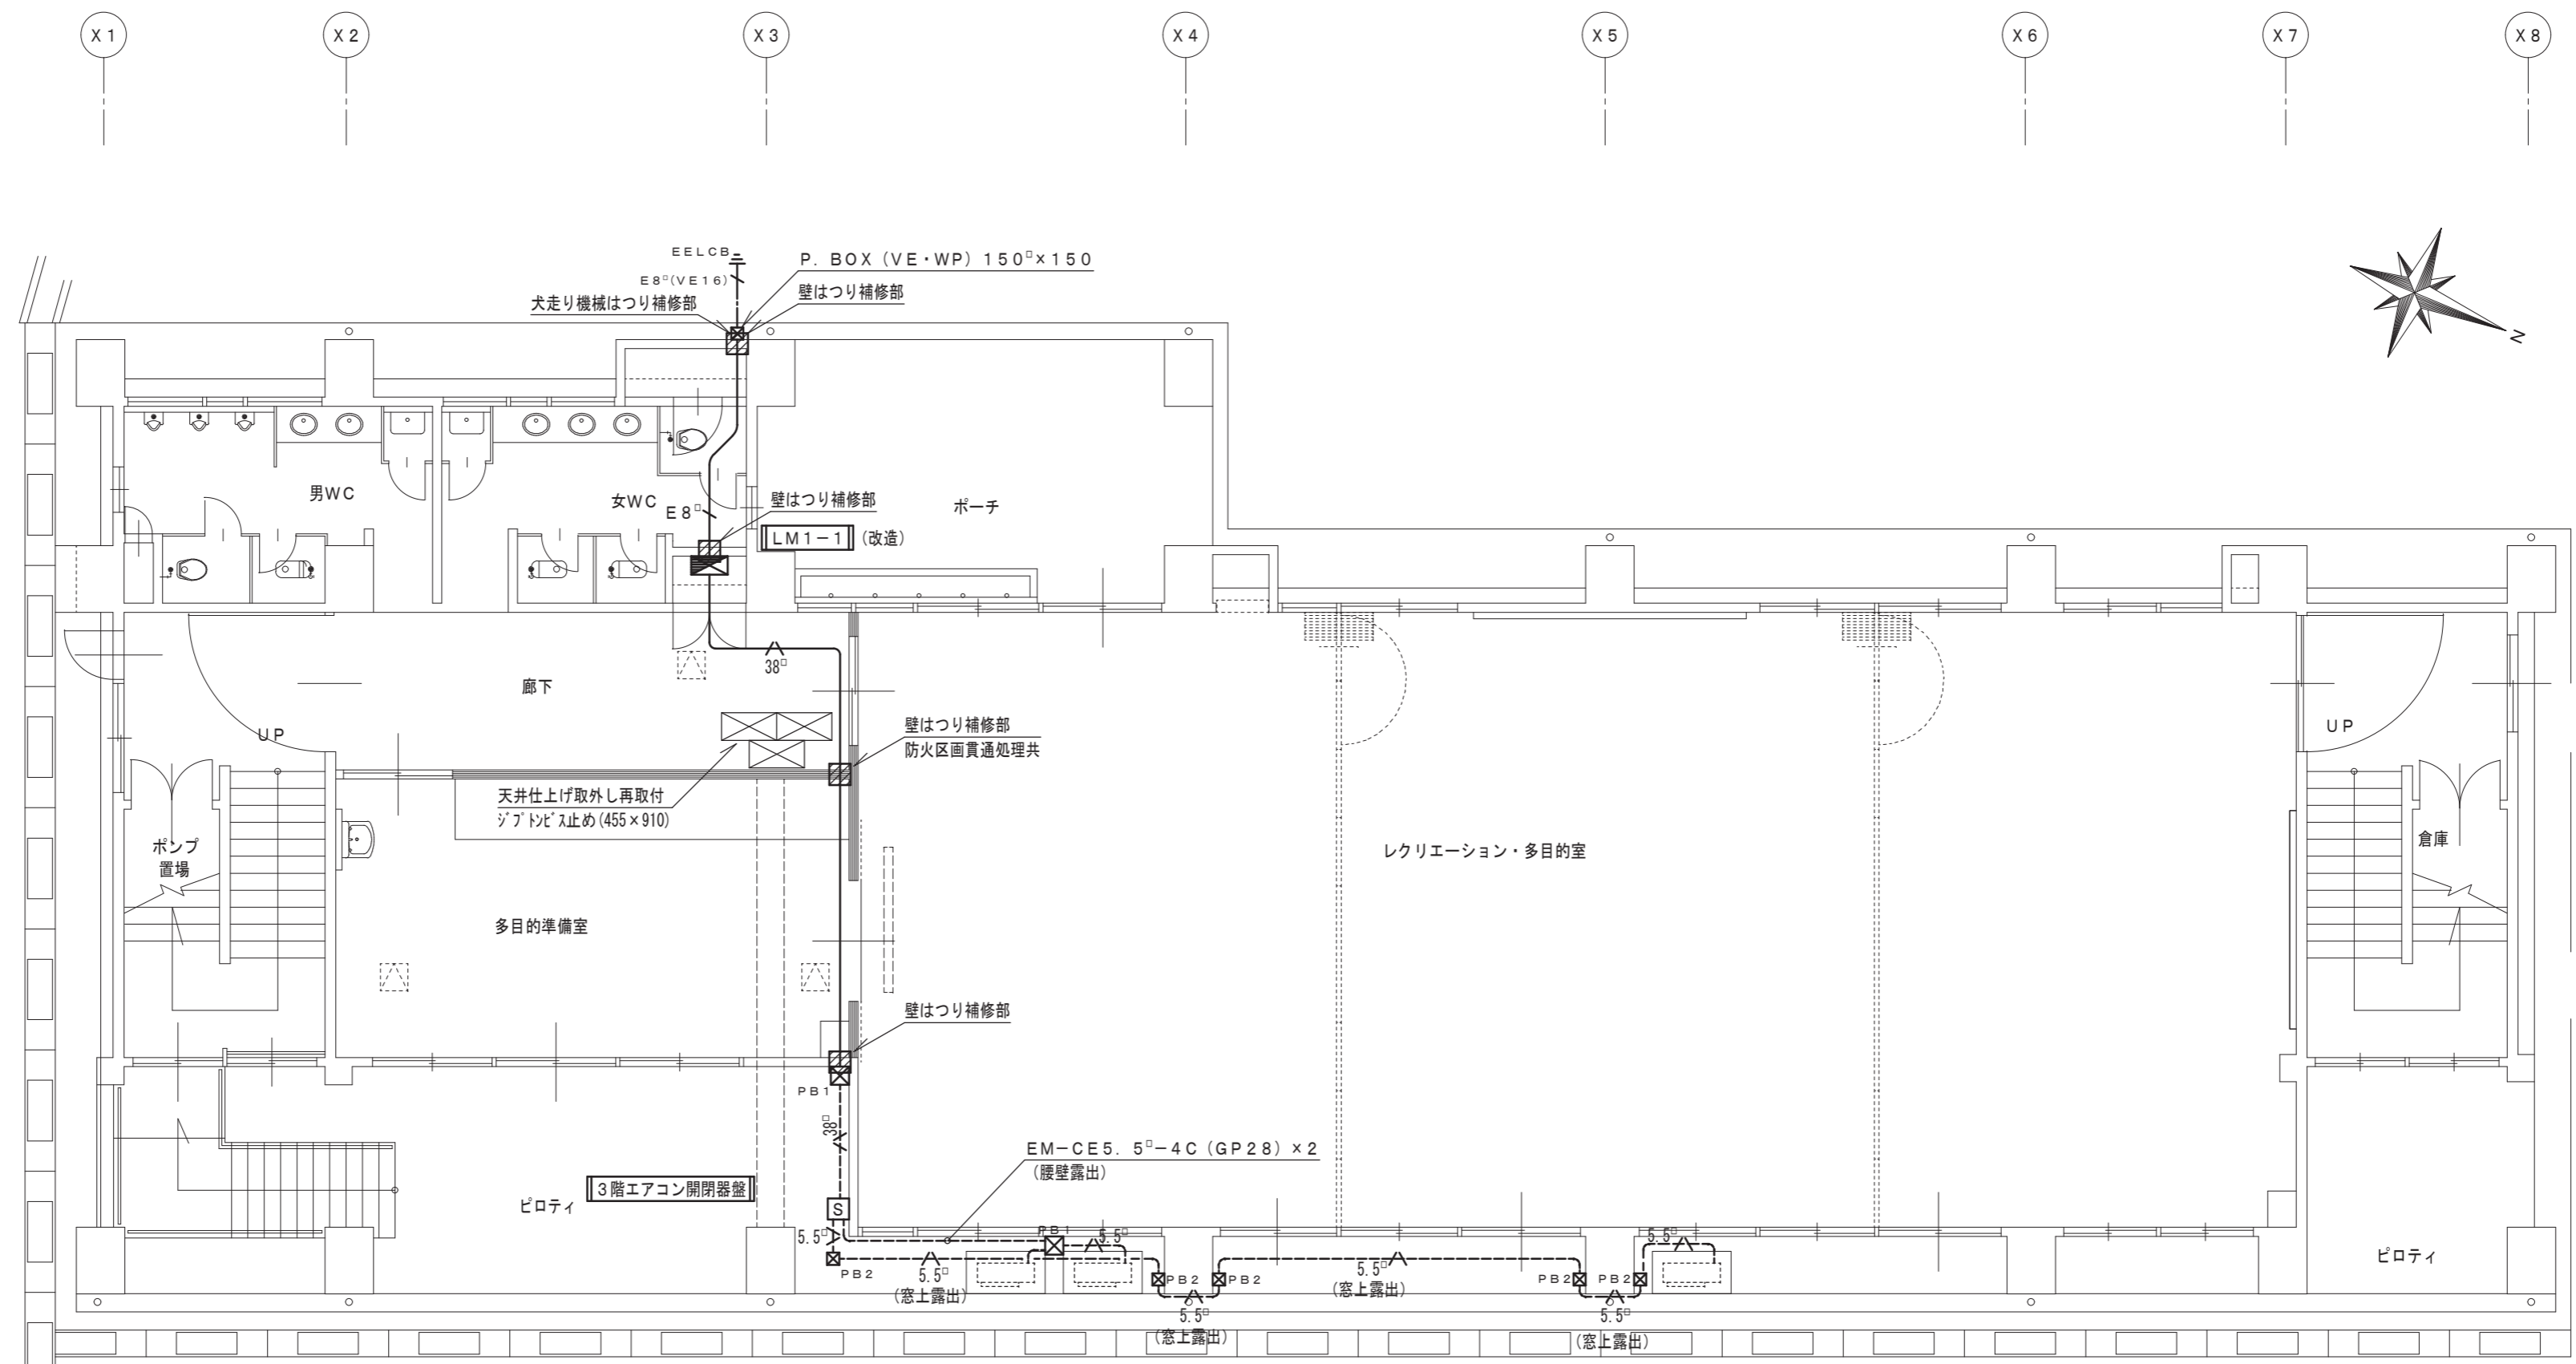 X1
X2
X3
X4
X5
X6
X7
X8
N
EELCB
E8□(VE16)
P. BOX (VE・WP) 150□×150
犬走り機械はつり補修部
壁はつり補修部
男WC
女WC
E8□
壁はつり補修部
LM1-1 (改造)
ポーチ
38□
廊下
UP
壁はつり補修部
防火区画貫通処理共
天井仕上げ取外し再取付
ジプトンビス止め(455×910)
ポンプ
置場
多目的準備室
レクリエーション・多目的室
UP
倉庫
壁はつり補修部
PB1
38□
EM-CE5. 5□-4C (GP28) ×2
(腰壁露出)
3階エアコン開閉器盤
ピロティ
S
5.5□
PB2
PB1
5.5□
5.5□
(窓上露出)
PB2
5.5□
(窓上露出)
PB2
5.5□
(窓上露出)
PB2
PB2
5.5□
(窓上露出)
5.5□
ピロティ